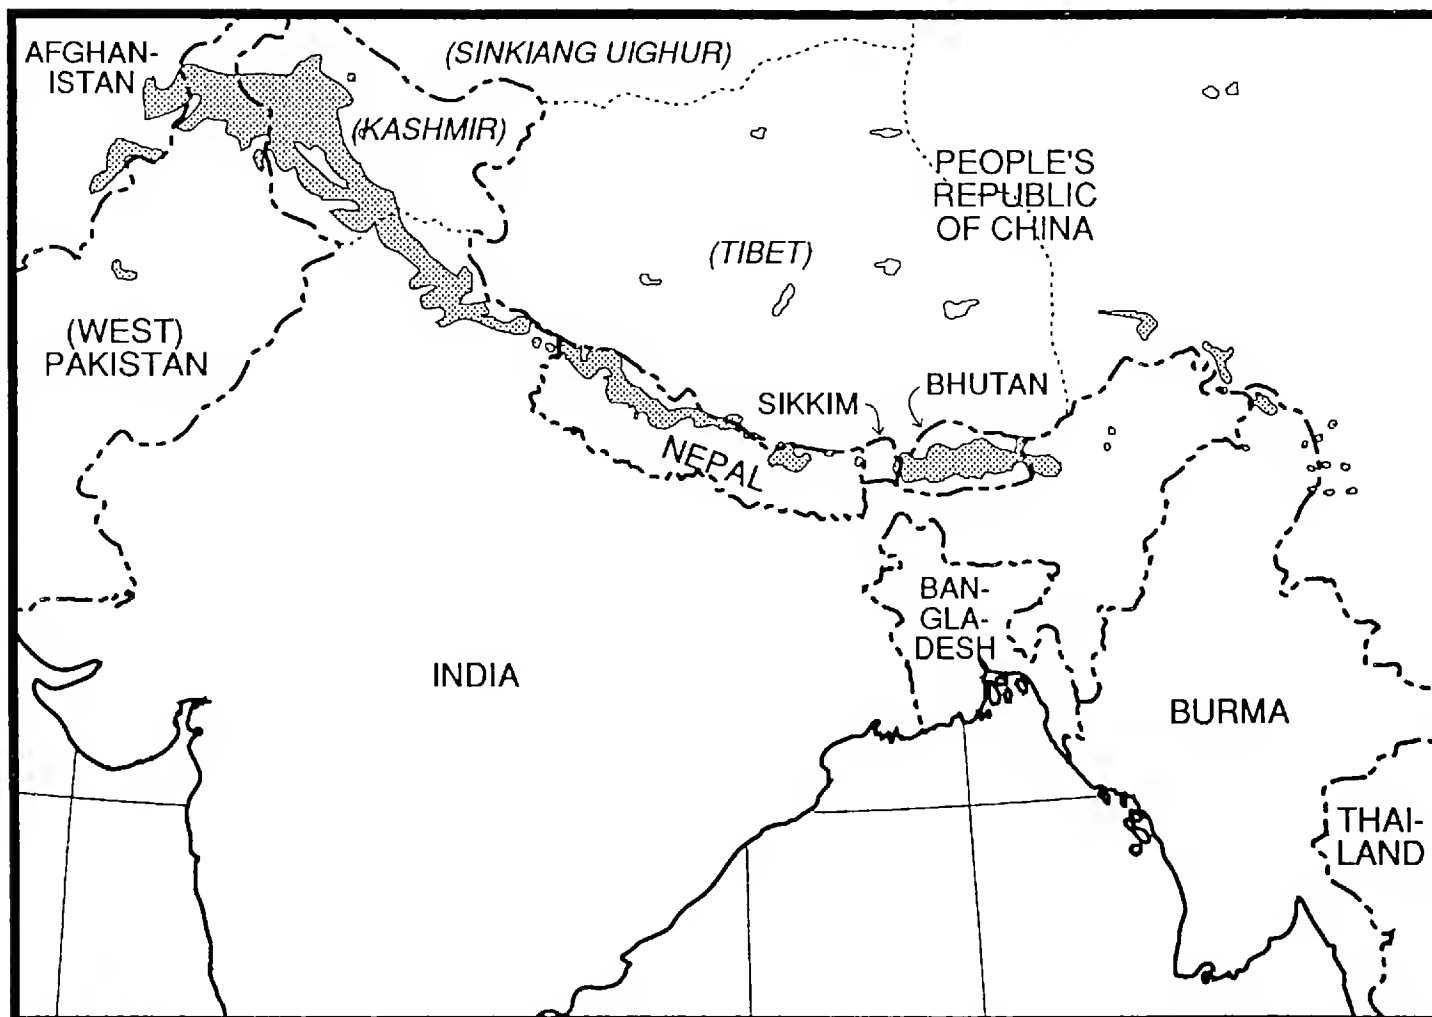 AFGHAN-
ISTAN
(SINKIANG UIGHUR)
(KASHMIR)
PEOPLE'S
REPUBLIC
OF CHINA
(TIBET)
(WEST)
PAKISTAN
SIKKIM
BHUTAN
NEPAL
BAN-
GLA-
DESH
INDIA
BURMA
THAI-
LAND